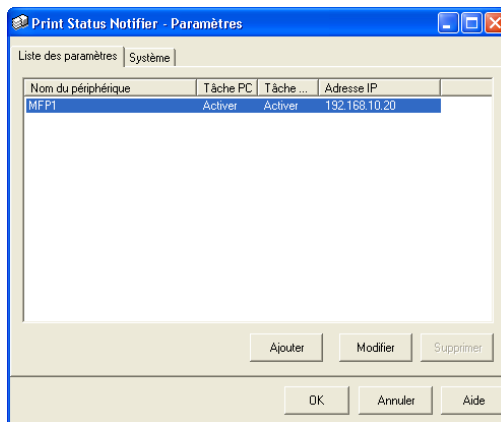 Print Status Notifier - Paramètres
Liste des paramètres Système
Nom du périphérique Tâche PC Tâche ... Adresse IP
MFP1 Activer Activer 192.168.10.20
Ajouter Modifier Supprimer
OK Annuler Aide